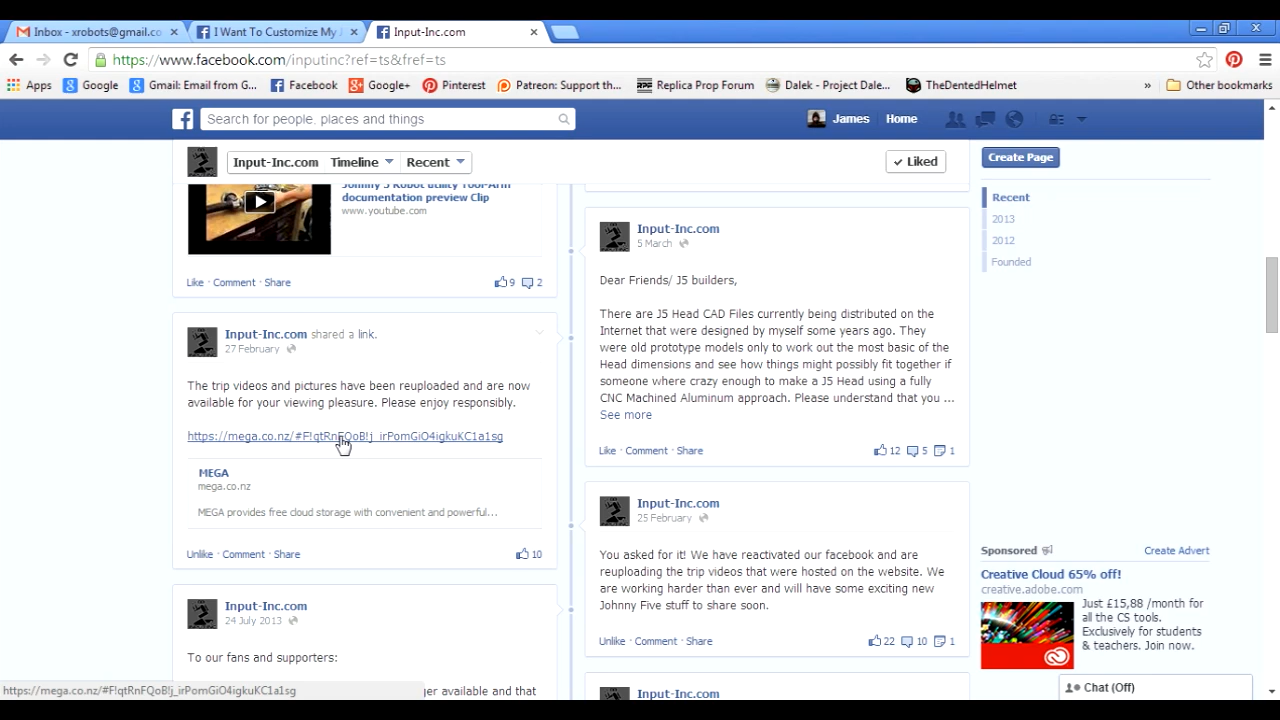 Inbox - xrobots@gmail.co
I Want To Customize My J
Input-Inc.com
https://www.facebook.com/inputinc?ref=ts&fref=ts
Apps Google Gmail: Email from G... Facebook Google+ Pinterest Patreon: Support th... Replica Prop Forum Dalek - Project Dale... TheDentedHelmet » Other bookmarks
Search for people, places and things
James Home
Input-Inc.com Timeline Recent
Liked
Create Page
Recent
2013
2012
Founded
Johnny 5 Robot utility Tool-Arm
documentation preview Clip
www.youtube.com
Like · Comment · Share 9 2
Input-Inc.com shared a link.
27 February
The trip videos and pictures have been reuploaded and are now
available for your viewing pleasure. Please enjoy responsibly.
https://mega.co.nz/#F!qtRnFQoB!j_irPomGiO4igkuKC1a1sg
MEGA
mega.co.nz
MEGA provides free cloud storage with convenient and powerful...
Unlike · Comment · Share 10
Input-Inc.com
24 July 2013
To our fans and supporters:
ger available and that
Input-Inc.com
5 March
Dear Friends/ J5 builders,
There are J5 Head CAD Files currently being distributed on the
Internet that were designed by myself some years ago. They
were old prototype models only to work out the most basic of the
Head dimensions and see how things might possibly fit together if
someone where crazy enough to make a J5 Head using a fully
CNC Machined Aluminum approach. Please understand that you ...
See more
Like · Comment · Share 12 5 1
Input-Inc.com
25 February
You asked for it! We have reactivated our facebook and are
reuploading the trip videos that were hosted on the website. We
are working harder than ever and will have some exciting new
Johnny Five stuff to share soon.
Unlike · Comment · Share 22 10 1
Input-Inc.com
Sponsored Create Advert
Creative Cloud 65% off!
creative.adobe.com
Just £15,88 /month for
all the CS tools.
Exclusively for students
& teachers. Join now.
Chat (Off)
https://mega.co.nz/#F!qtRnFQoB!j_irPomGiO4igkuKC1a1sg